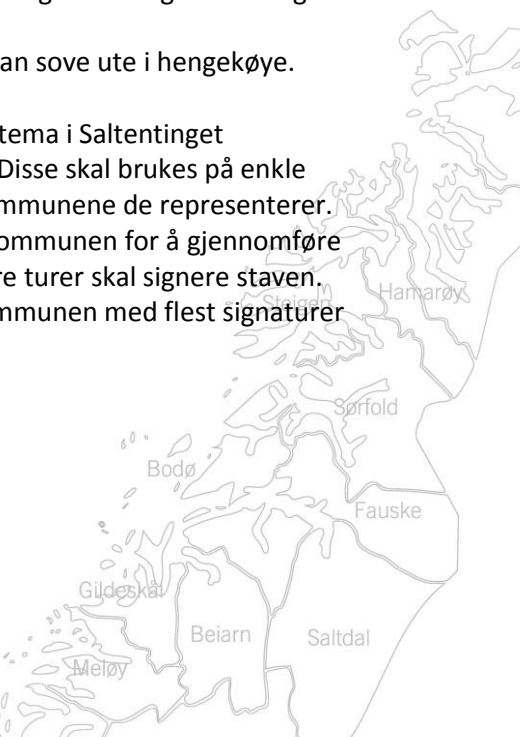 an sove ute i hengekøye.
tema i Saltentinget
Disse skal brukes på enkle
mmunene de representerer.
ommunen for å gjennomføre
re turer skal signere staven.
mmunen med flest signaturer
Steigen
Hamarøy
Sørfold
Bodø
Fauske
Gildeskål
Beiarn
Saltdal
Meløy